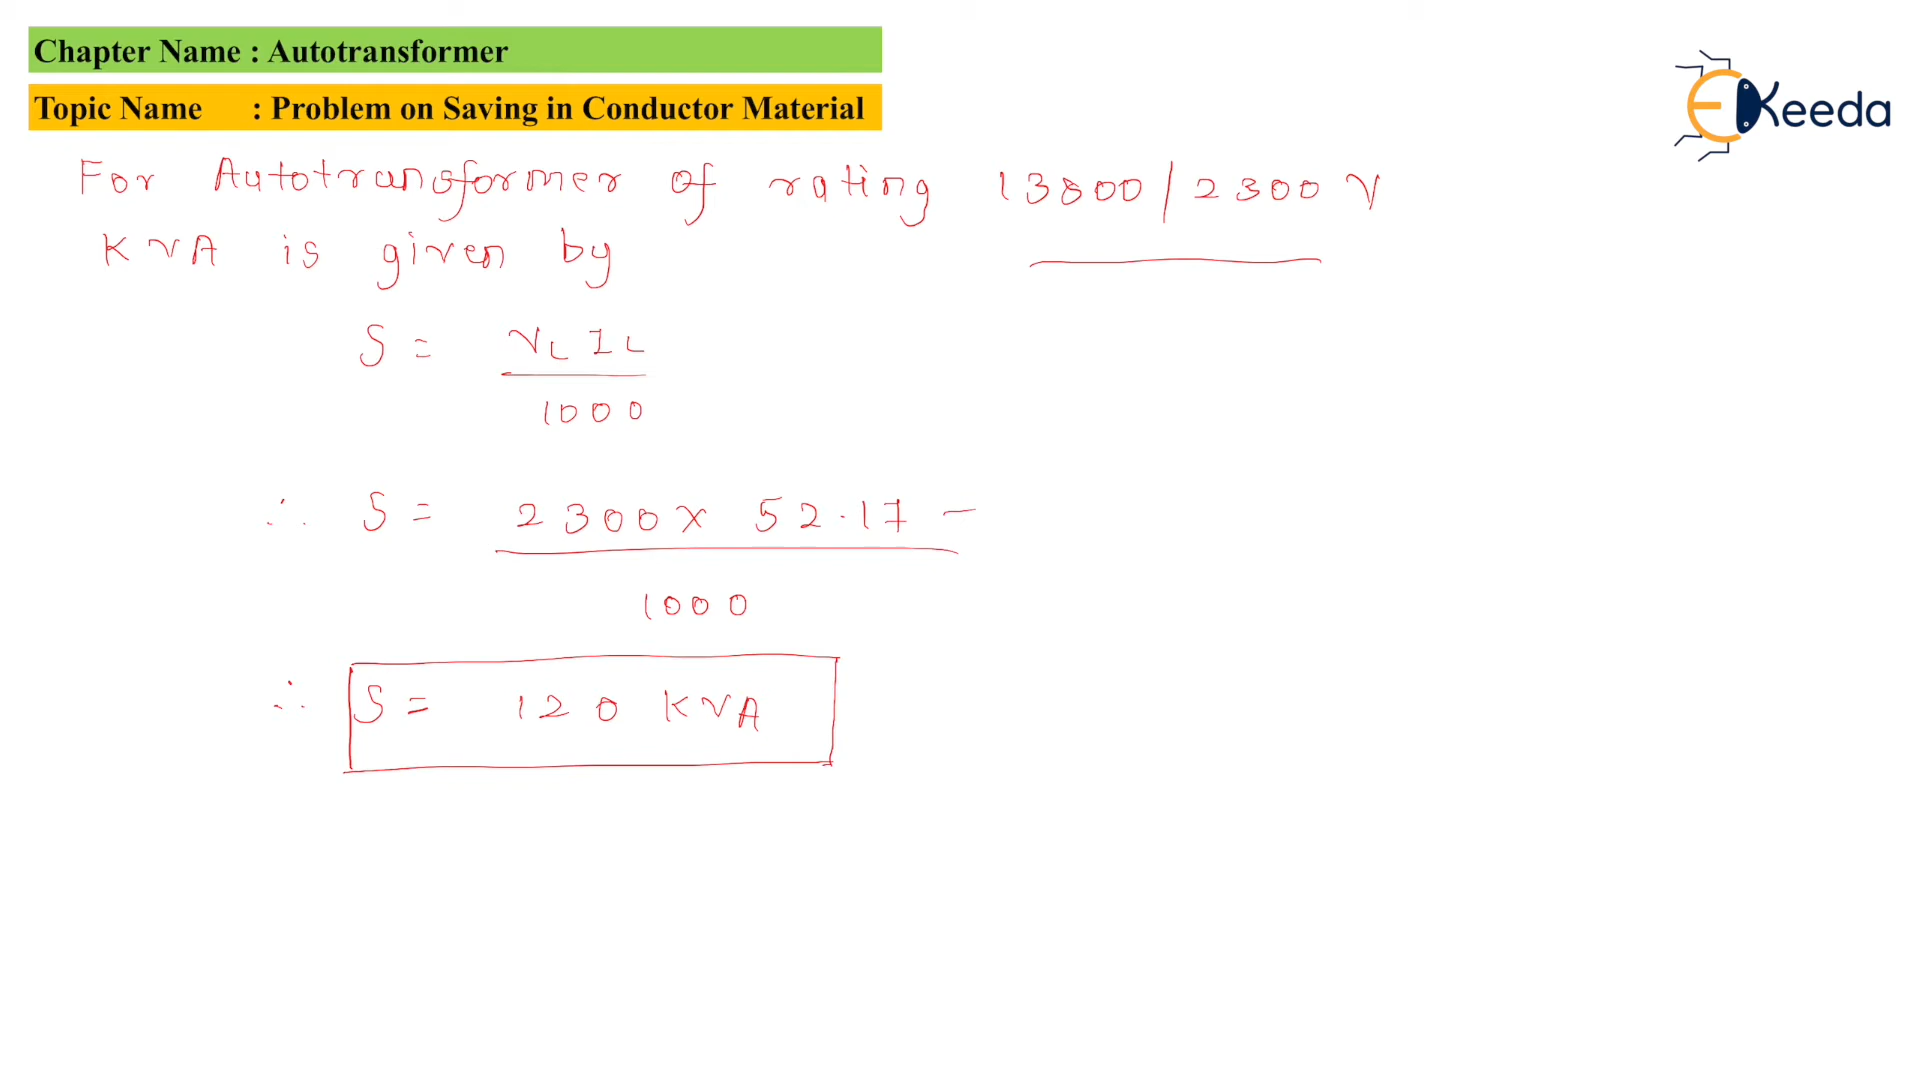 Chapter Name : Autotransformer
Topic Name : Problem on Saving in Conductor Material
EKeeda
For Autotransformer of rating 13800/2300 V
KVA is given by
S = VL IL
1000
∴ S = 2300 x 52.17 -
1000
∴ S = 120 KVA